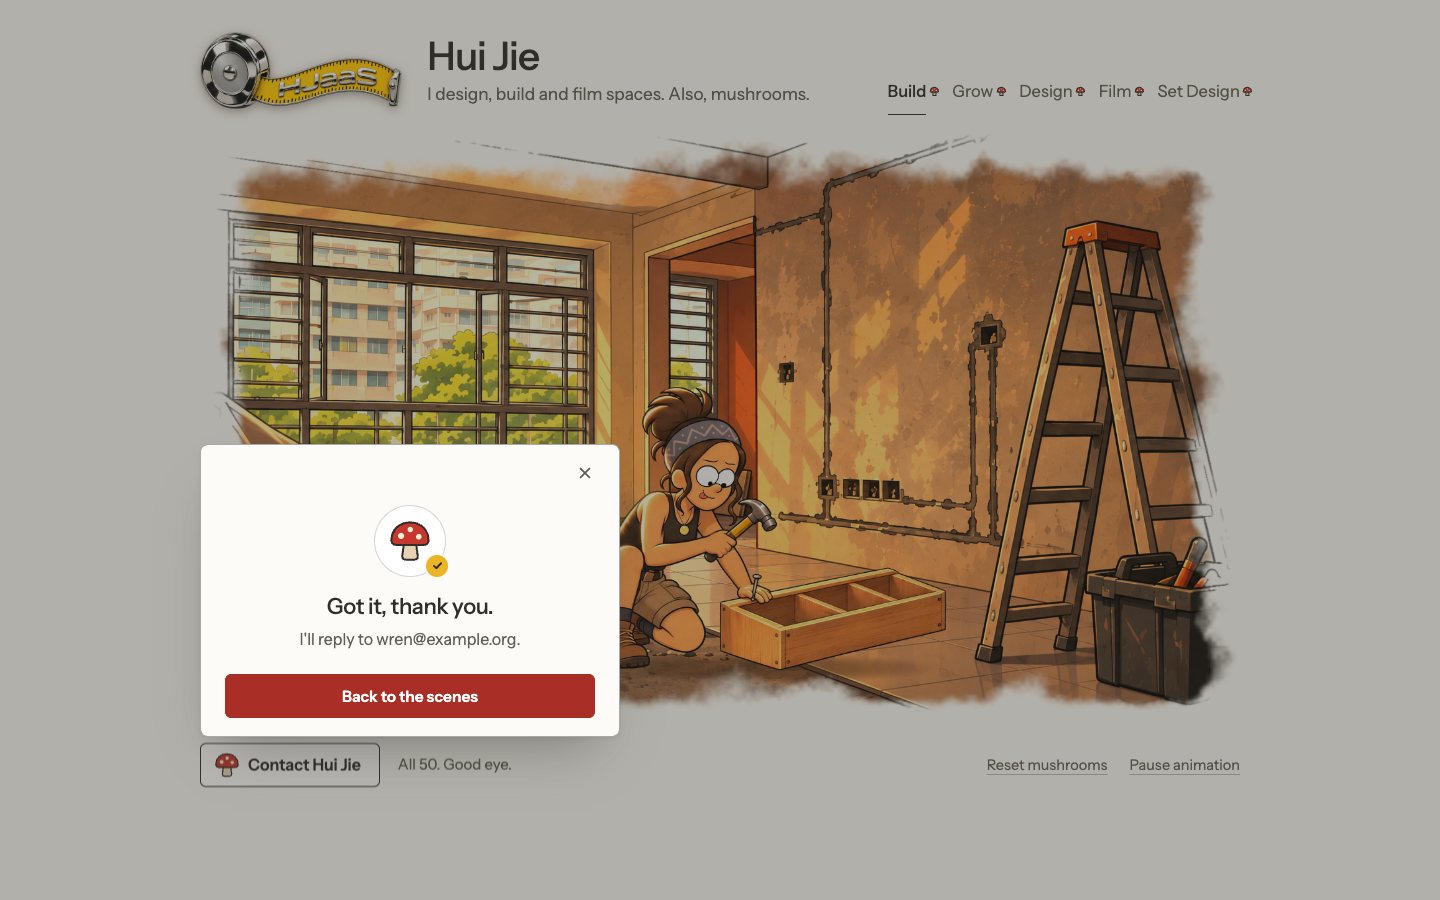 HJaaS
Hui Jie
I design, build and film spaces. Also, mushrooms.
Build Grow Design Film Set Design
Got it, thank you.
I'll reply to wren@example.org.
Back to the scenes
Contact Hui Jie
All 50. Good eye.
Reset mushrooms
Pause animation